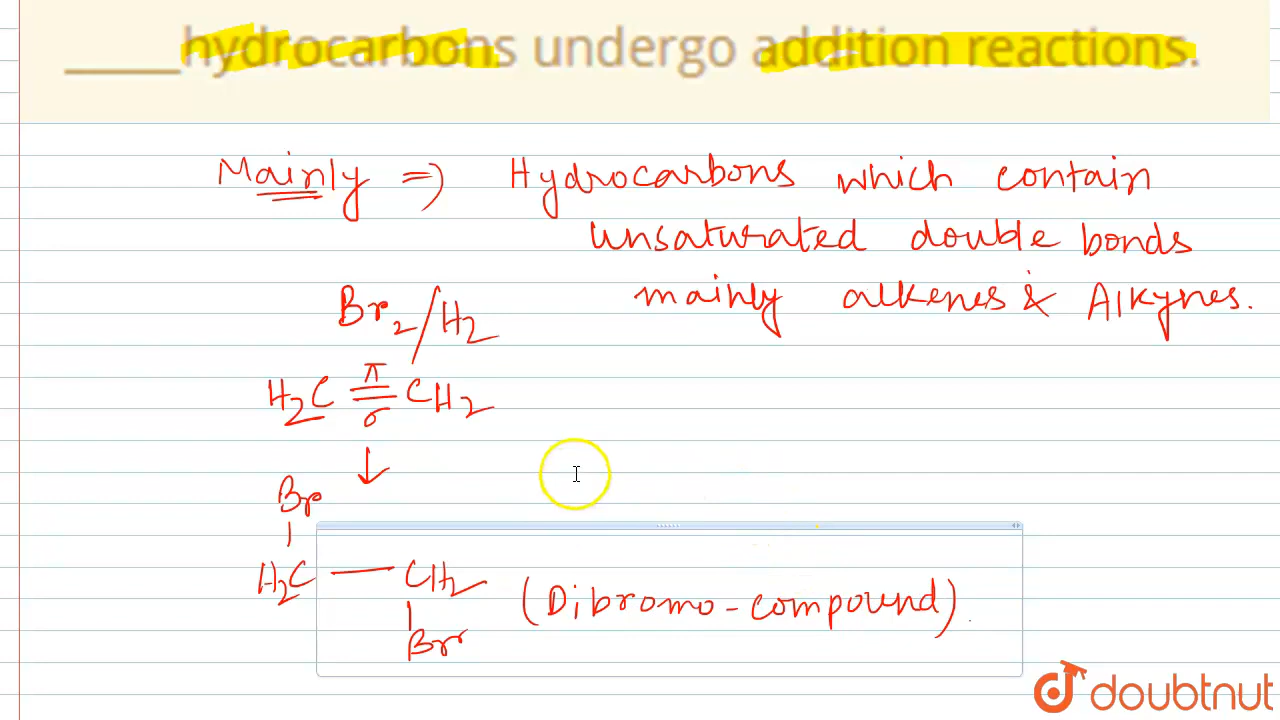 _____hydrocarbons undergo addition reactions.
Mainly ⇒ Hydrocarbons which contain
unsaturated double bonds
mainly alkenes & Alkynes.
Br2/H2
π
H2C = CH2
σ
↓
Br
|
H2C — CH2 (Dibromo-compound).
|
Br
doubtnut